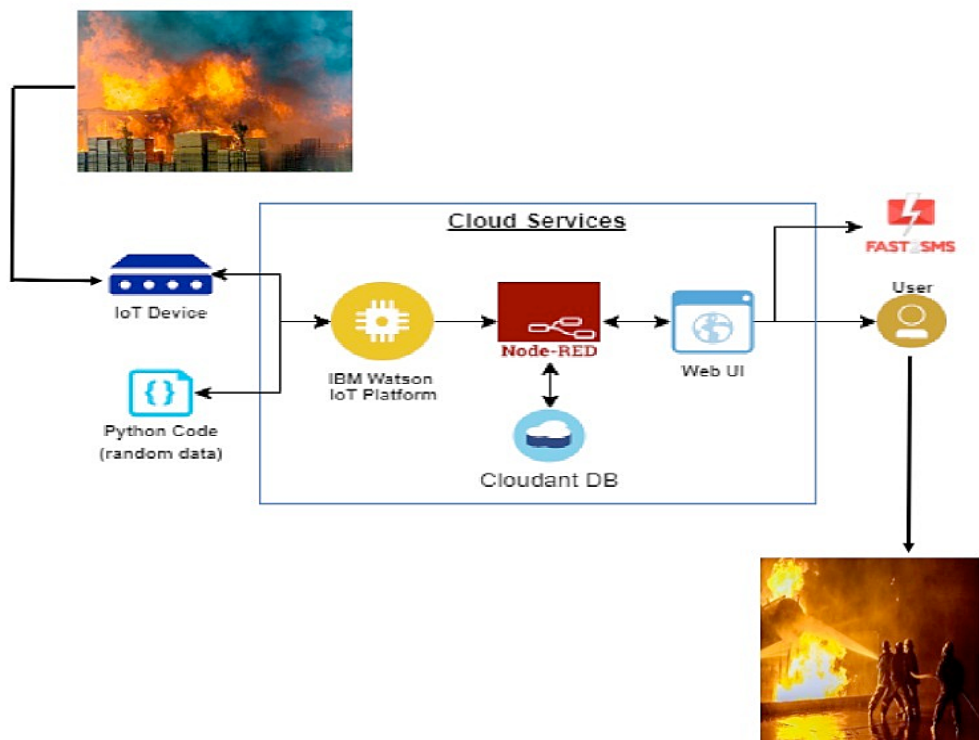 Cloud Services
FAST2SMS
User
IoT Device
Node-RED
Web UI
IBM Watson
IoT Platform
{ }
Python Code
(random data)
Cloudant DB